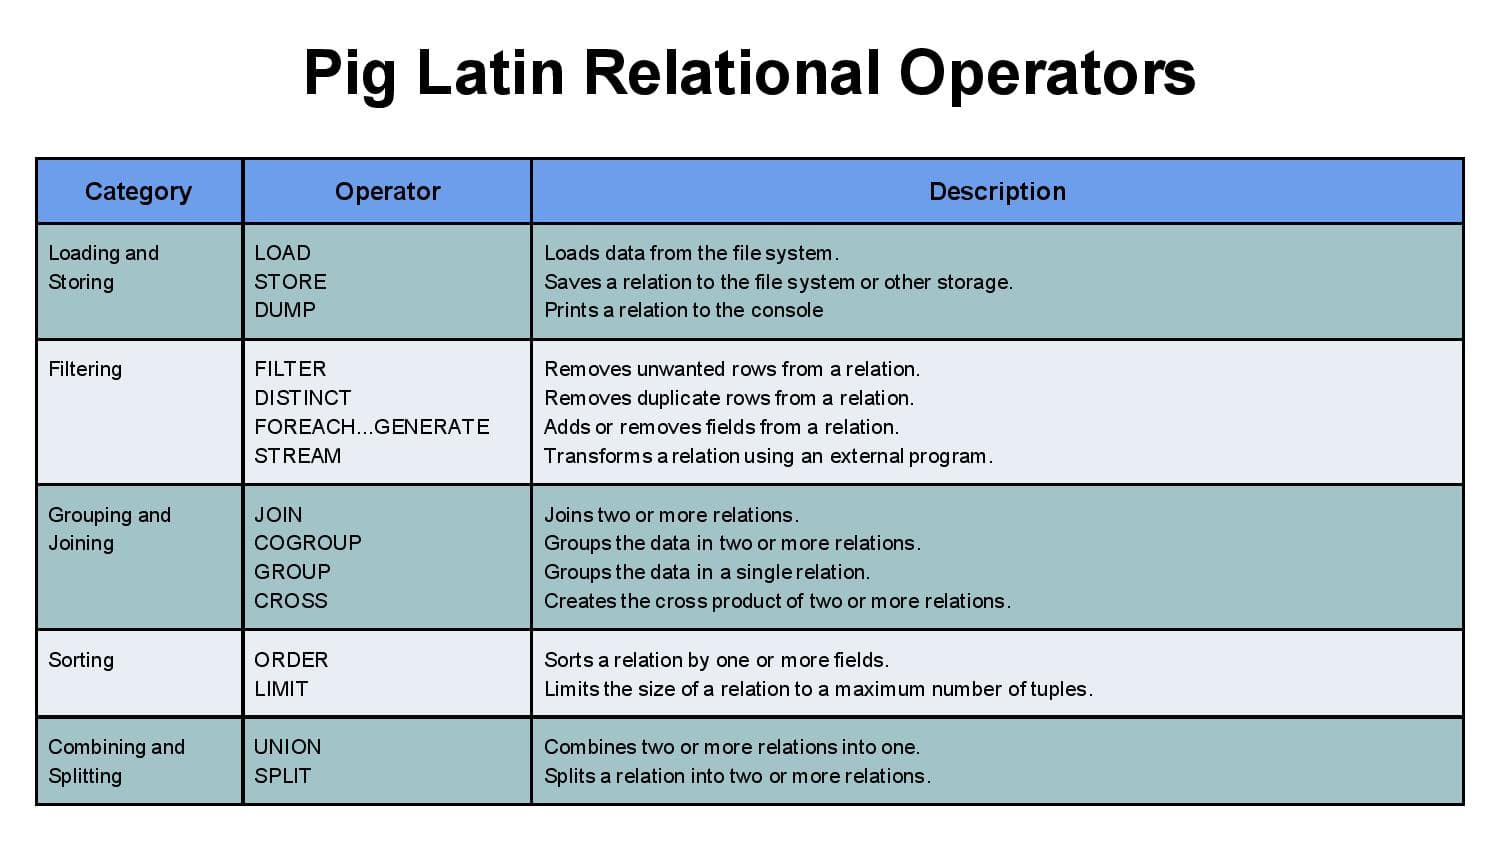 Pig Latin Relational Operators
Category Operator Description
Loading and LOAD Loads data from the file system.
Storing STORE Saves a relation to the file system or other storage.
DUMP Prints a relation to the console
Filtering FILTER Removes unwanted rows from a relation.
DISTINCT Removes duplicate rows from a relation.
FOREACH...GENERATE Adds or removes fields from a relation.
STREAM Transforms a relation using an external program.
Grouping and JOIN Joins two or more relations.
Joining COGROUP Groups the data in two or more relations.
GROUP Groups the data in a single relation.
CROSS Creates the cross product of two or more relations.
Sorting ORDER Sorts a relation by one or more fields.
LIMIT Limits the size of a relation to a maximum number of tuples.
Combining and UNION Combines two or more relations into one.
Splitting SPLIT Splits a relation into two or more relations.